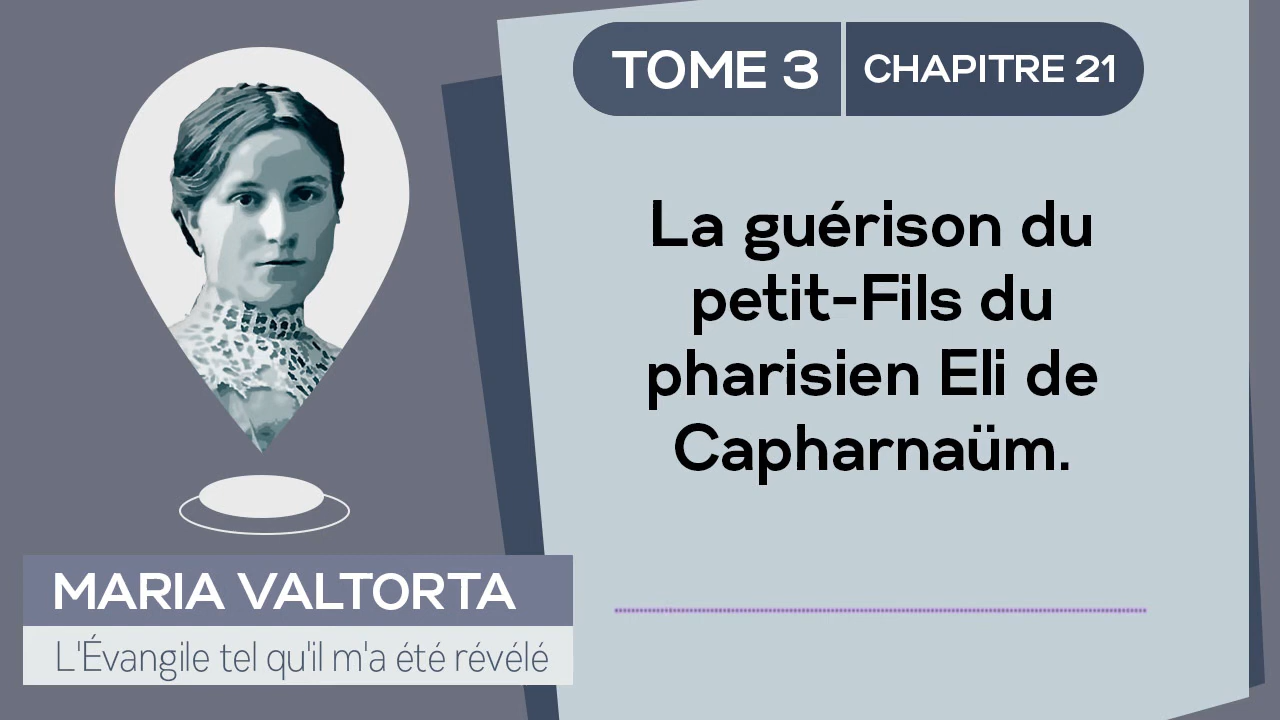 TOME 3
CHAPITRE 21
La guérison du
petit-Fils du
pharisien Eli de
Capharnaüm.
MARIA VALTORTA
L'Évangile tel qu'il m'a été révélé